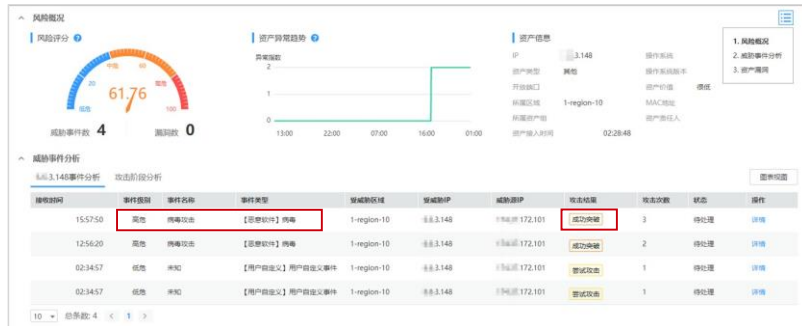 风险概况
风险评分
资产异常趋势
资产信息
1. 风险概况
2. 威胁事件分析
3. 资产漏洞
异常指数
2
1
0
13:00 22:00 07:00 16:00 01:00
低危 20 中危 60 高危 100
61.76
威胁事件数 4 漏洞数 0
IP 3.148 操作系统
资产类型 其他 操作系统版本
开放端口 资产价值 很低
所属区域 1-region-10 MAC地址
所属资产组 资产责任人
资产接入时间 02:28:48
威胁事件分析
3.148事件分析 攻击阶段分析 图表视图
接收时间 事件级别 事件名称 事件类型 受威胁区域 受威胁IP 威胁源IP 攻击结果 攻击次数 状态 操作
15:57:50 高危 病毒攻击 【恶意软件】病毒 1-region-10 3.148 172.101 成功突破 3 待处理 详情
12:56:20 高危 病毒攻击 【恶意软件】病毒 1-region-10 3.148 172.101 成功突破 2 待处理 详情
02:34:57 低危 未知 【用户自定义】用户自定义事件 1-region-10 3.148 172.101 尝试攻击 1 待处理 详情
02:34:57 低危 未知 【用户自定义】用户自定义事件 1-region-10 3.148 172.101 尝试攻击 1 待处理 详情
10 总条数: 4 < 1 >